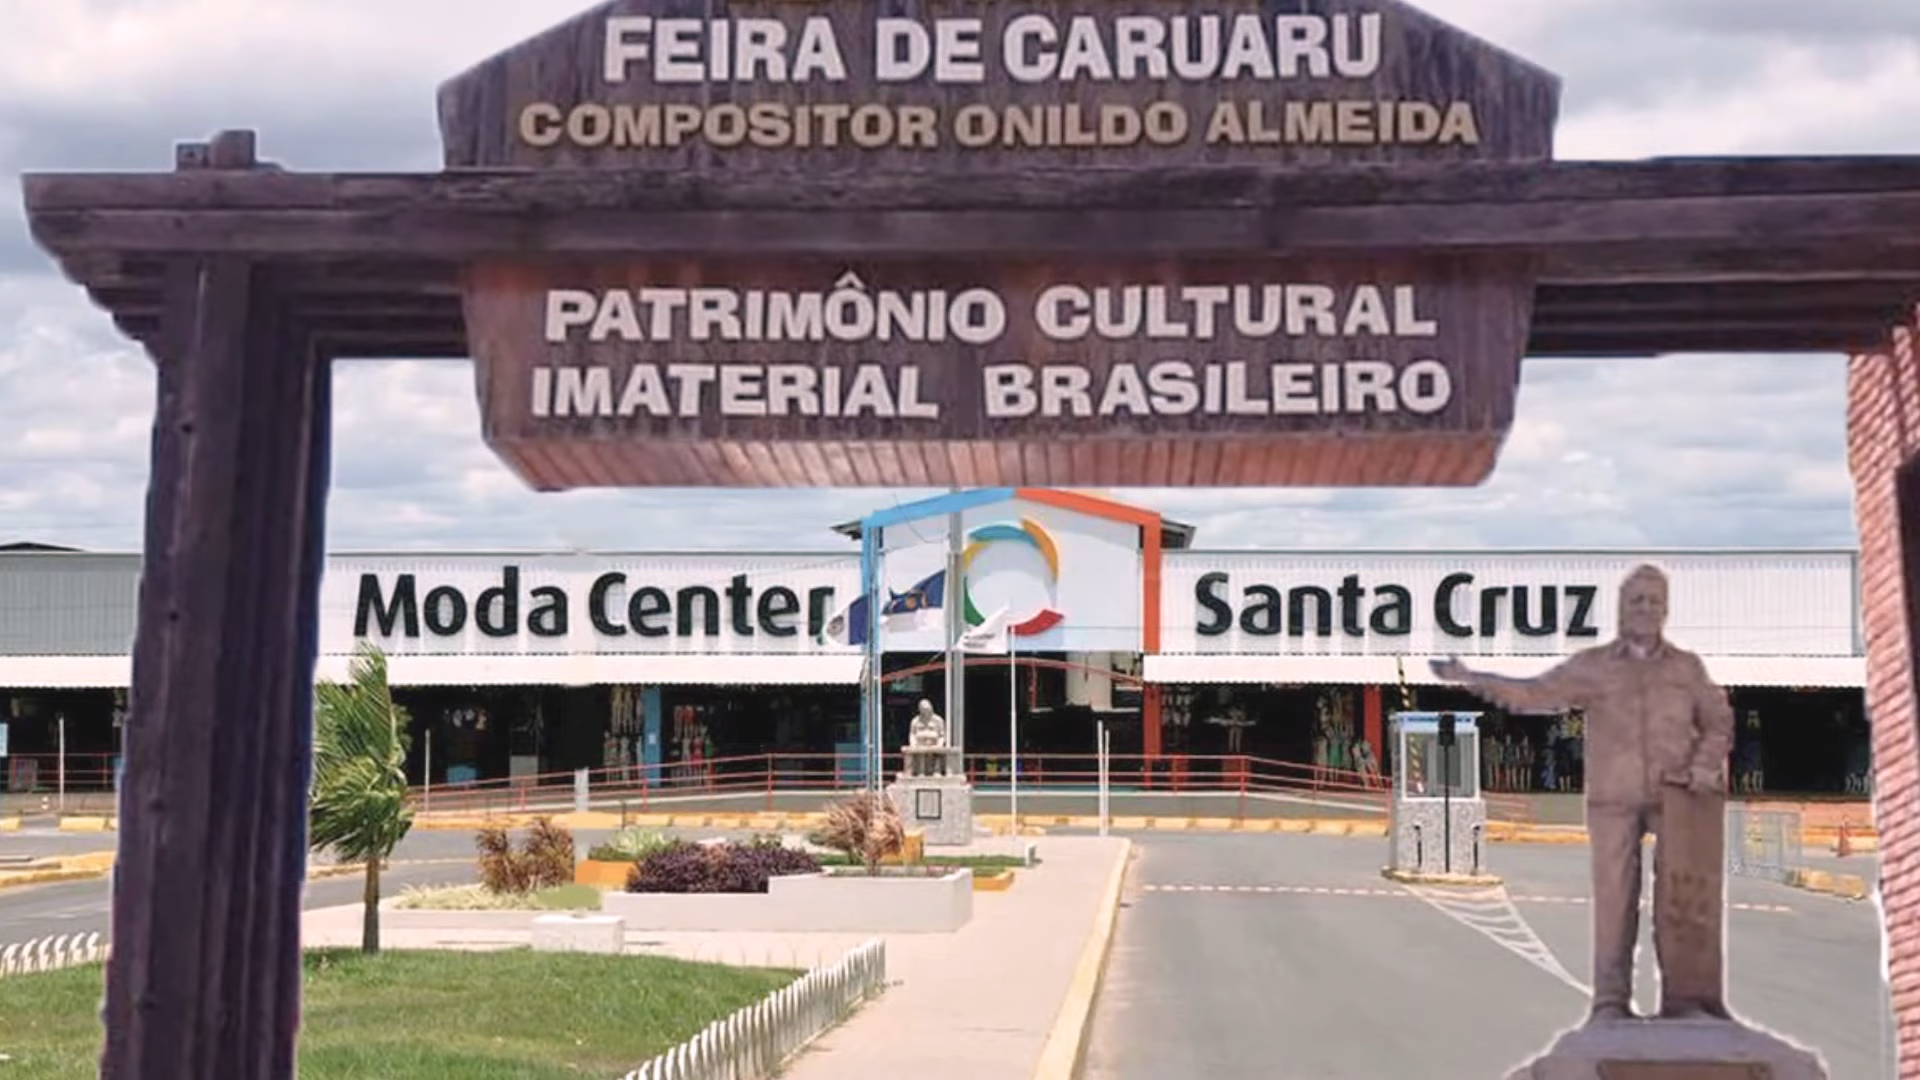 FEIRA DE CARUARU
COMPOSITOR ONILDO ALMEIDA
PATRIMÔNIO CULTURAL
IMATERIAL BRASILEIRO
Moda Center Santa Cruz